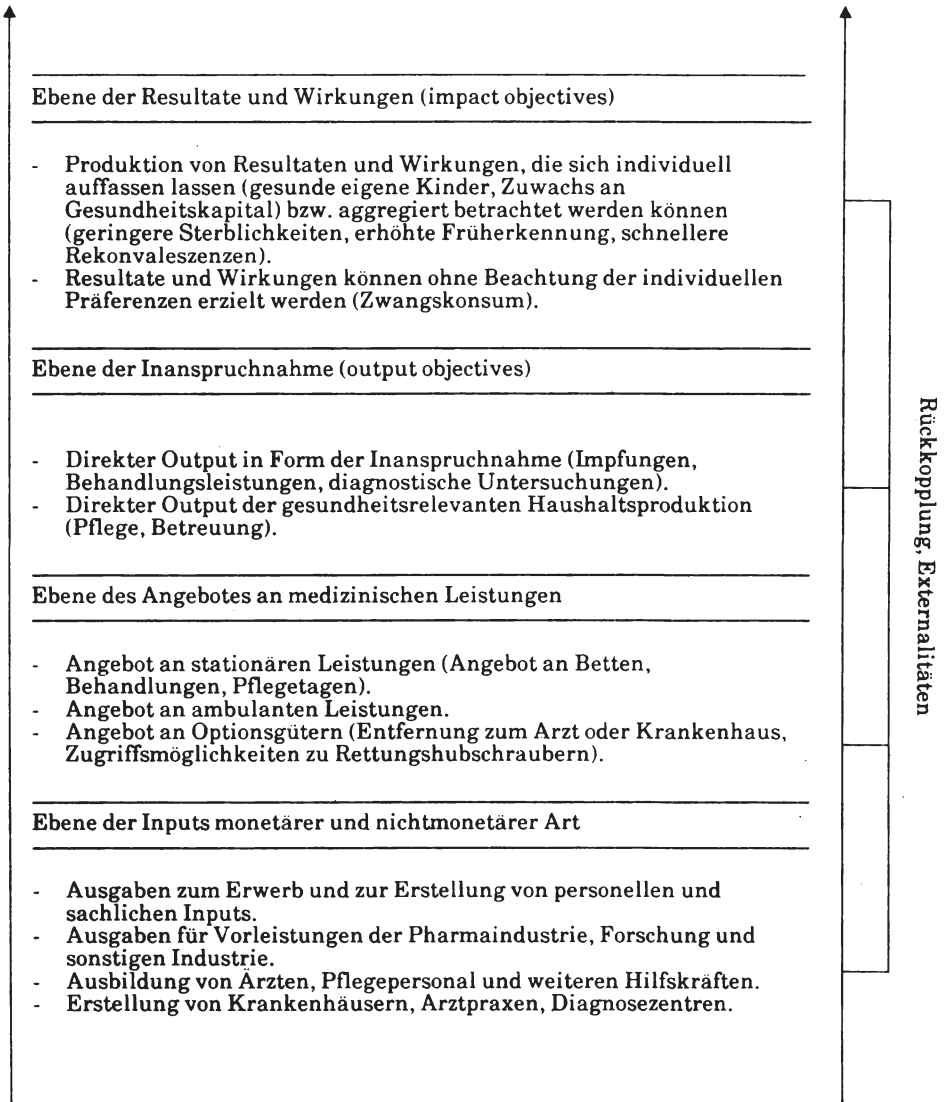 Ebene der Resultate und Wirkungen (impact objectives)
- Produktion von Resultaten und Wirkungen, die sich individuell
auffassen lassen (gesunde eigene Kinder, Zuwachs an
Gesundheitskapital) bzw. aggregiert betrachtet werden können
(geringere Sterblichkeiten, erhöhte Früherkennung, schnellere
Rekonvaleszenzen).
- Resultate und Wirkungen können ohne Beachtung der individuellen
Präferenzen erzielt werden (Zwangskonsum).
Ebene der Inanspruchnahme (output objectives)
- Direkter Output in Form der Inanspruchnahme (Impfungen,
Behandlungsleistungen, diagnostische Untersuchungen).
- Direkter Output der gesundheitsrelevanten Haushaltsproduktion
(Pflege, Betreuung).
Ebene des Angebotes an medizinischen Leistungen
- Angebot an stationären Leistungen (Angebot an Betten,
Behandlungen, Pflegetagen).
- Angebot an ambulanten Leistungen.
- Angebot an Optionsgütern (Entfernung zum Arzt oder Krankenhaus,
Zugriffsmöglichkeiten zu Rettungshubschraubern).
Ebene der Inputs monetärer und nichtmonetärer Art
- Ausgaben zum Erwerb und zur Erstellung von personellen und
sachlichen Inputs.
- Ausgaben für Vorleistungen der Pharmaindustrie, Forschung und
sonstigen Industrie.
- Ausbildung von Ärzten, Pflegepersonal und weiteren Hilfskräften.
- Erstellung von Krankenhäusern, Arztpraxen, Diagnosezentren.
Rückkopplung, Externalitäten